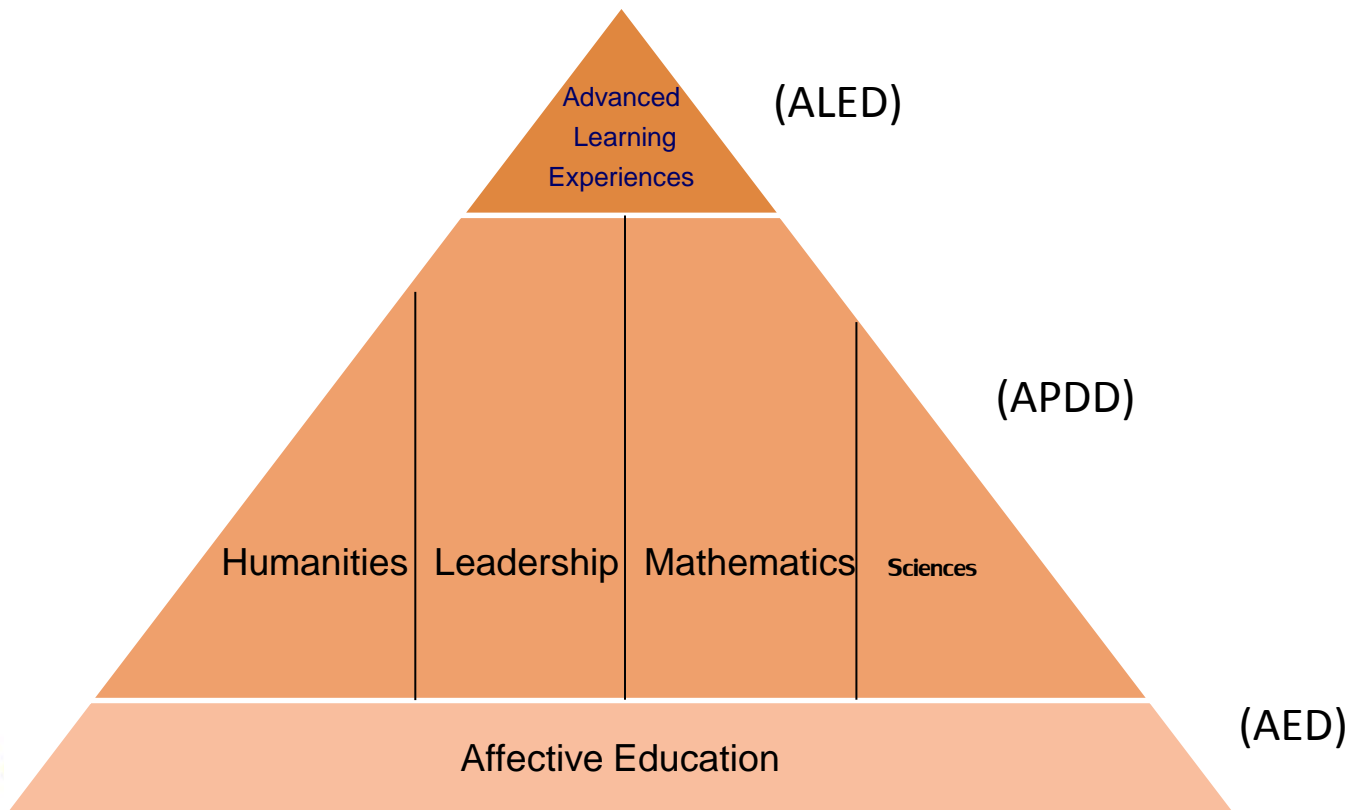 Advanced
Learning
Experiences
(ALED)
(APDD)
Humanities
Leadership
Mathematics
Sciences
(AED)
Affective Education